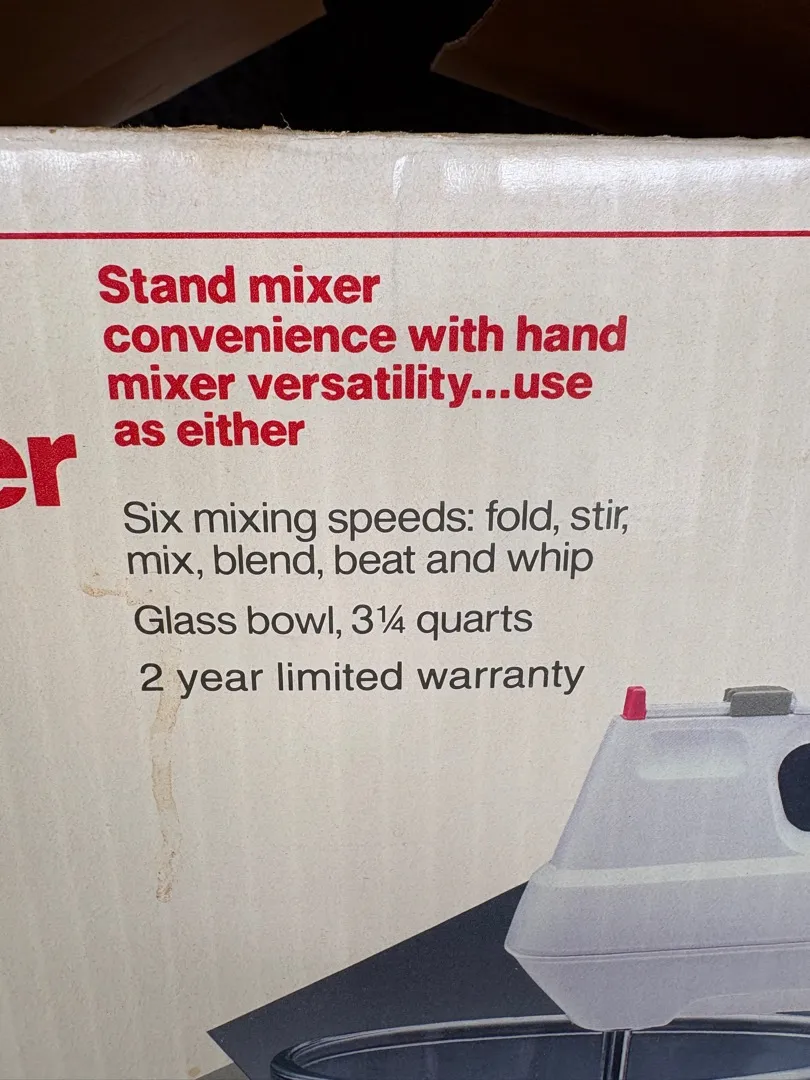 Stand mixer
convenience with hand
mixer versatility...use
as either
er
Six mixing speeds: fold, stir,
mix, blend, beat and whip
Glass bowl, 3¼ quarts
2 year limited warranty